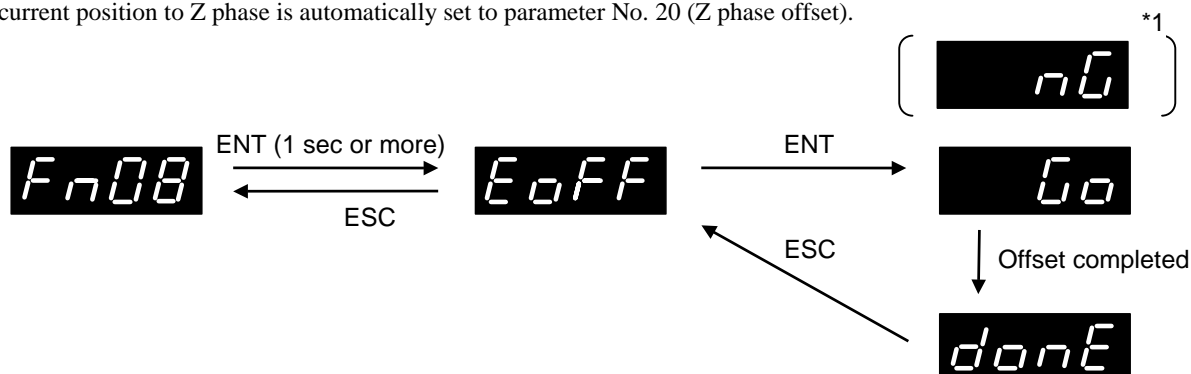 current position to Z phase is automatically set to parameter No. 20 (Z phase offset).
*1
nG
ENT (1 sec or more)
ENT
Fn08
EoFF
Go
ESC
ESC
Offset completed
donE